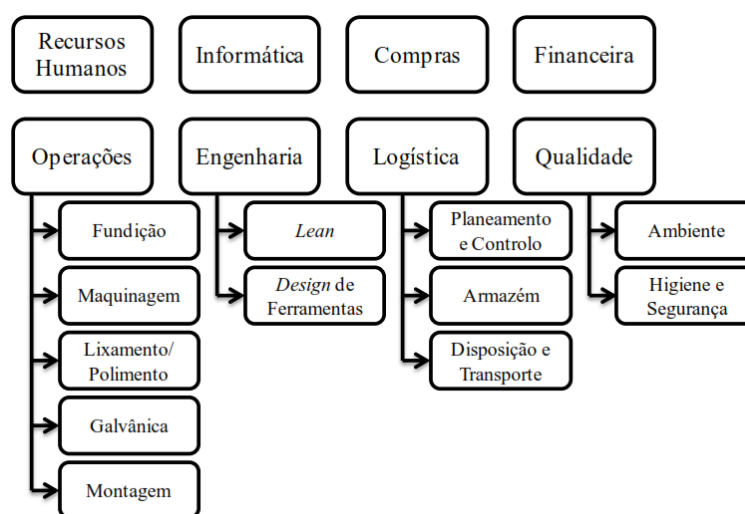 Recursos
Humanos
Informática
Compras
Financeira
Operações
Engenharia
Logística
Qualidade
Fundição
Maquinagem
Lixamento/
Polimento
Galvânica
Montagem
Lean
Design de
Ferramentas
Planeamento
e Controlo
Armazém
Disposição e
Transporte
Ambiente
Higiene e
Segurança